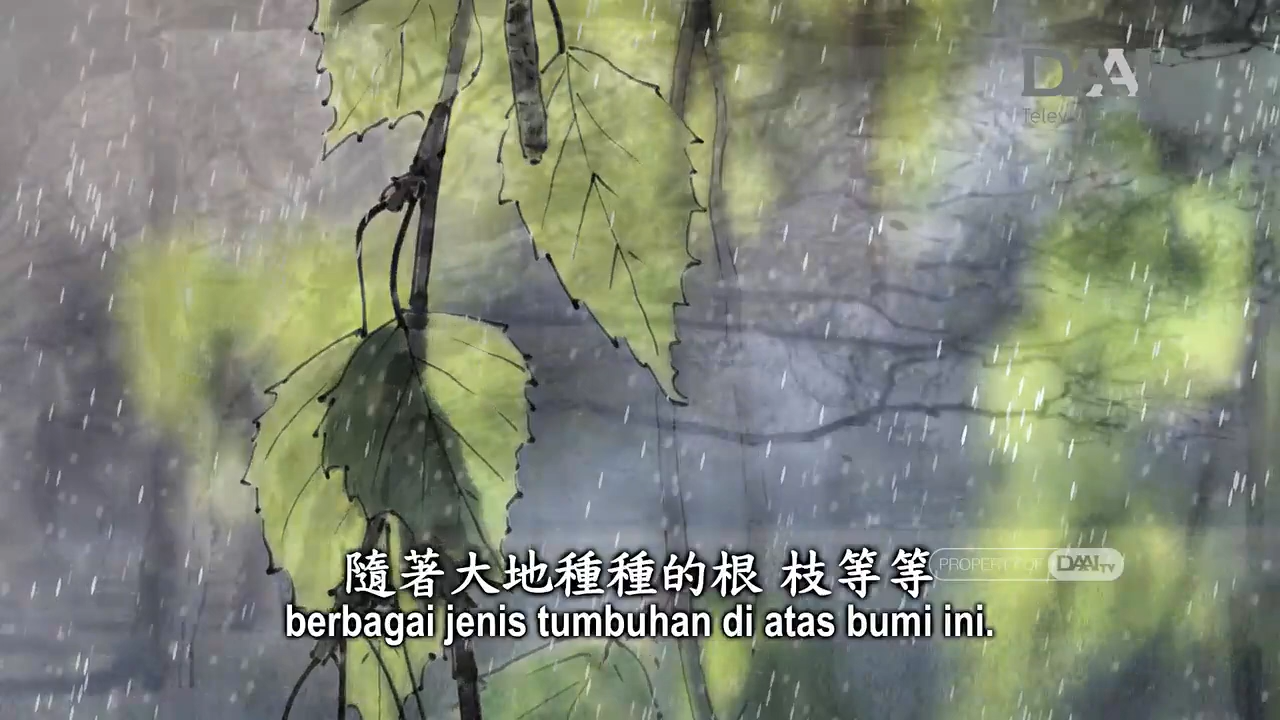 DAAI
Telev
隨著大地種種的根 枝等等
PROPERTY OF DAAI TV
berbagai jenis tumbuhan di atas bumi ini.